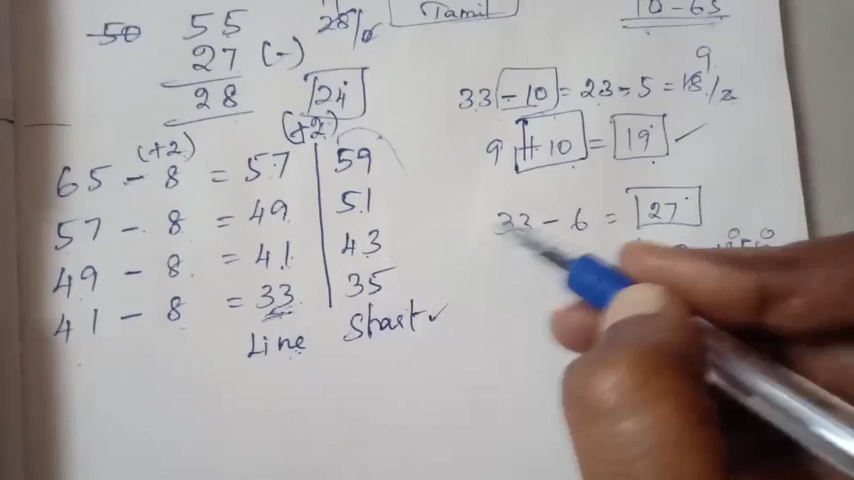 50
55
27 (-)
28
28/
24
Tamil
10-65
33 - 10 = 23 - 5 = 18/2
9
9 + 10 = 19 ✓
33 - 6 = 27
(+2)
(+2)
65 - 8 = 57 | 59
57 - 8 = 49 | 51
49 - 8 = 41 | 43
41 - 8 = 33 | 35
Line Start ✓